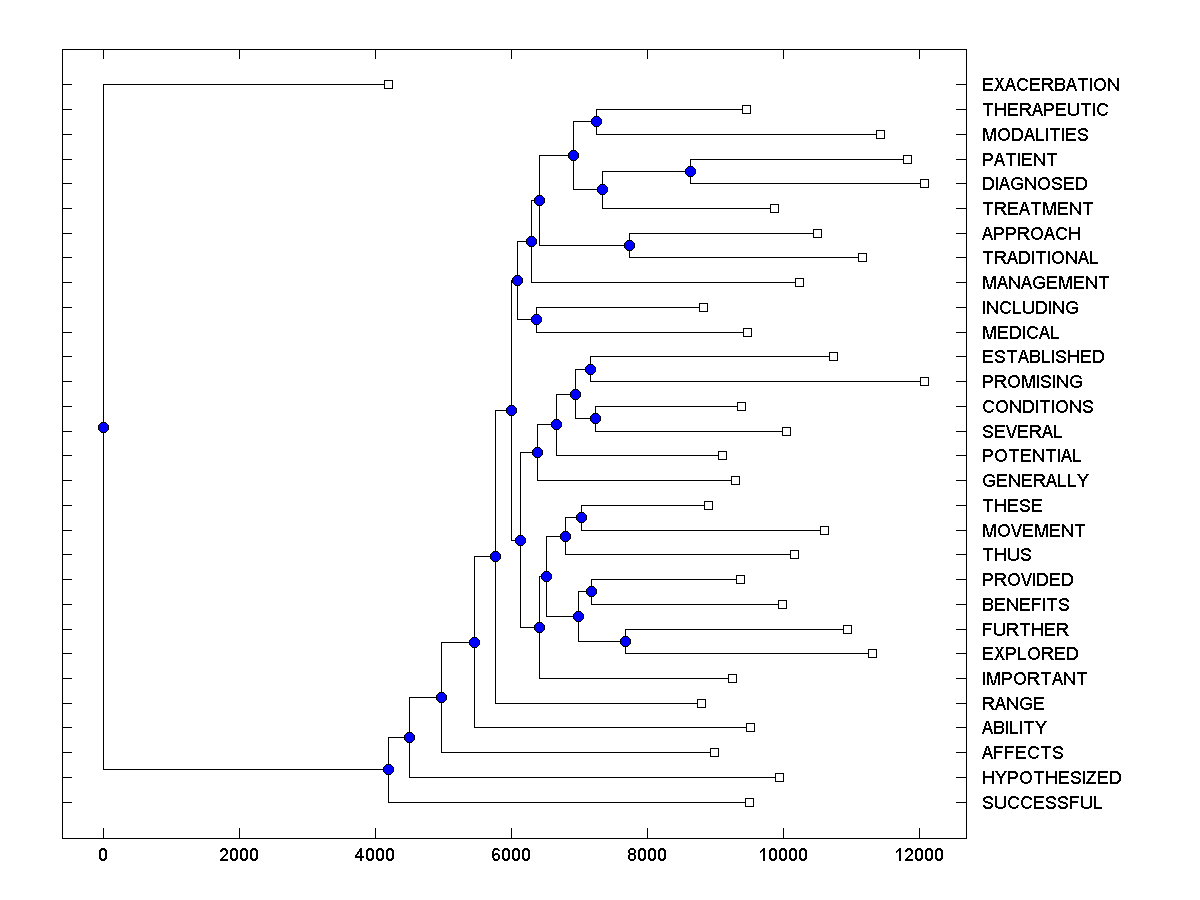 EXACERBATION
THERAPEUTIC
MODALITIES
PATIENT
DIAGNOSED
TREATMENT
APPROACH
TRADITIONAL
MANAGEMENT
INCLUDING
MEDICAL
ESTABLISHED
PROMISING
CONDITIONS
SEVERAL
POTENTIAL
GENERALLY
THESE
MOVEMENT
THUS
PROVIDED
BENEFITS
FURTHER
EXPLORED
IMPORTANT
RANGE
ABILITY
AFFECTS
HYPOTHESIZED
SUCCESSFUL
0 2000 4000 6000 8000 10000 12000